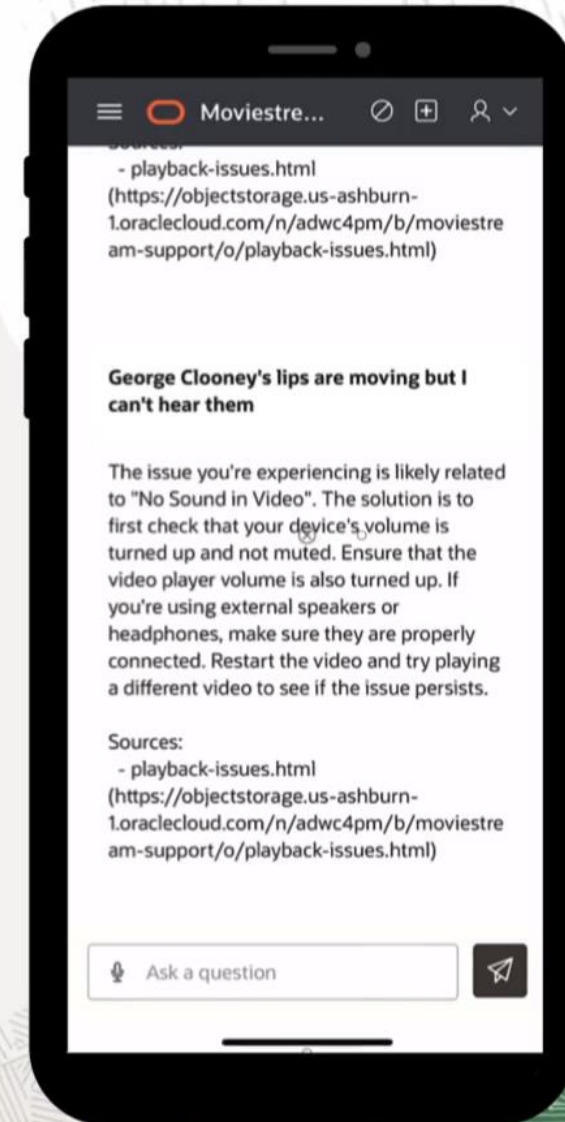 Moviestre...
Sources:
- playback-issues.html
(https://objectstorage.us-ashburn-
1.oraclecloud.com/n/adwc4pm/b/moviestre
am-support/o/playback-issues.html)
George Clooney's lips are moving but I
can't hear them
The issue you're experiencing is likely related
to "No Sound in Video". The solution is to
first check that your device's volume is
turned up and not muted. Ensure that the
video player volume is also turned up. If
you're using external speakers or
headphones, make sure they are properly
connected. Restart the video and try playing
a different video to see if the issue persists.
Sources:
- playback-issues.html
(https://objectstorage.us-ashburn-
1.oraclecloud.com/n/adwc4pm/b/moviestre
am-support/o/playback-issues.html)
Ask a question